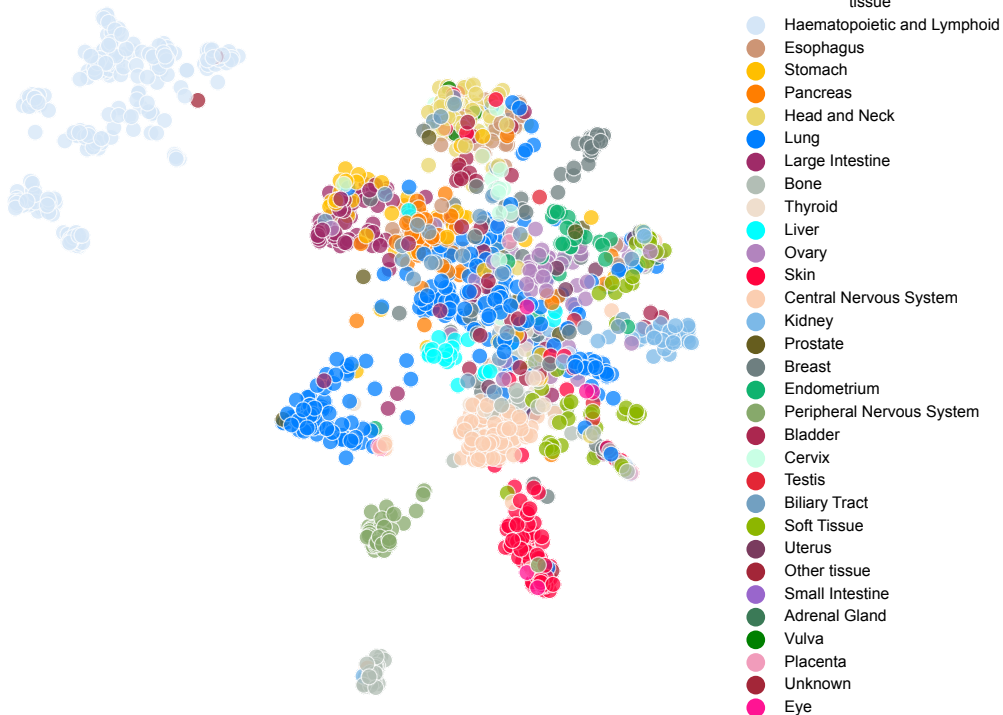 tissue
Haematopoietic and Lymphoid
Esophagus
Stomach
Pancreas
Head and Neck
Lung
Large Intestine
Bone
Thyroid
Liver
Ovary
Skin
Central Nervous System
Kidney
Prostate
Breast
Endometrium
Peripheral Nervous System
Bladder
Cervix
Testis
Biliary Tract
Soft Tissue
Uterus
Other tissue
Small Intestine
Adrenal Gland
Vulva
Placenta
Unknown
Eye